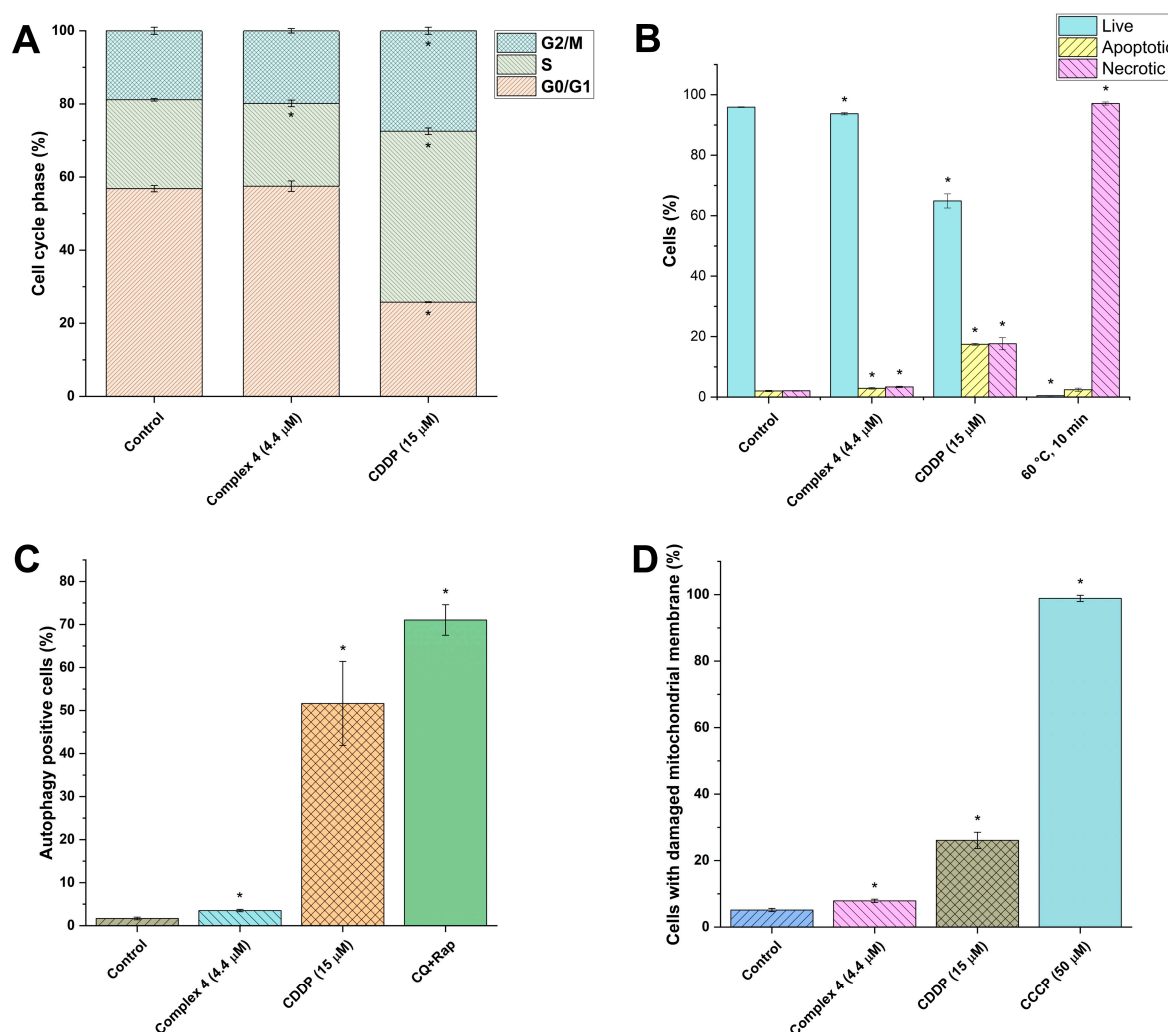 A
Cell cycle phase (%)
100
80
60
40
20
0
Control
Complex 4 (4.4 μM)
CDDP (15 μM)
G2/M
S
G0/G1
*
*
*
*
B
Live
Apoptotic
Necrotic
Cells (%)
100
80
60
40
20
0
Control
Complex 4 (4.4 μM)
CDDP (15 μM)
60 °C, 10 min
*
*
*
*
*
*
*
*
C
Autophagy positive cells (%)
80
70
60
50
40
30
20
10
0
Control
Complex 4 (4.4 μM)
CDDP (15 μM)
CQ+Rap
*
*
*
D
Cells with damaged mitochondrial membrane (%)
100
80
60
40
20
0
Control
Complex 4 (4.4 μM)
CDDP (15 μM)
CCCP (50 μM)
*
*
*